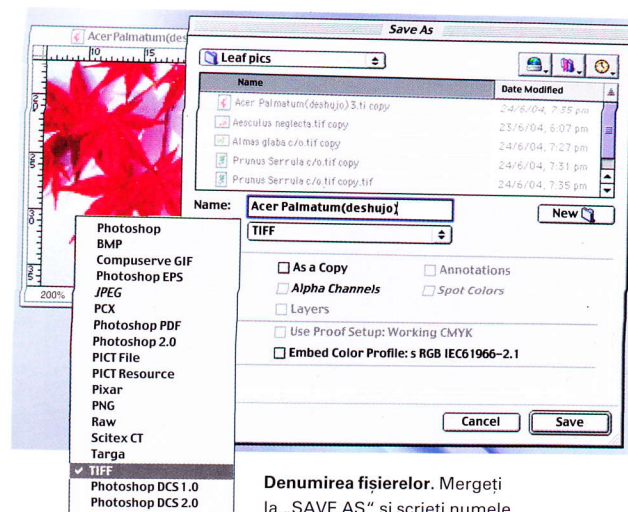 Save As
Acer Palmatum(des
10 15
Leaf pics
Name Date Modified
Acer Palmatum(deshujo) 3.ti copy 24/6/04, 7:35 pm
Aesculus neglecta.tif copy 23/6/04, 6:07 pm
Almas glaba c/o.tif copy 24/6/04, 7:27 pm
Prunus Serrula c/o.tif copy 24/6/04, 7:31 pm
Prunus Serrula c/o.tif copy.tif 24/6/04, 7:35 pm
Name: Acer Palmatum(deshujo)
New
TIFF
As a Copy Annotations
Alpha Channels Spot Colors
Layers
Use Proof Setup: Working CMYK
Embed Color Profile: s RGB IEC61966-2.1
Cancel Save
200%
Photoshop
BMP
Compuserve GIF
Photoshop EPS
JPEG
PCX
Photoshop PDF
Photoshop 2.0
PICT File
PICT Resource
Pixar
PNG
Raw
Scitex CT
Targa
✓ TIFF
Photoshop DCS 1.0
Photoshop DCS 2.0
Denumirea fișierelor. Mergeți
la „SAVE AS" și scrieți numele